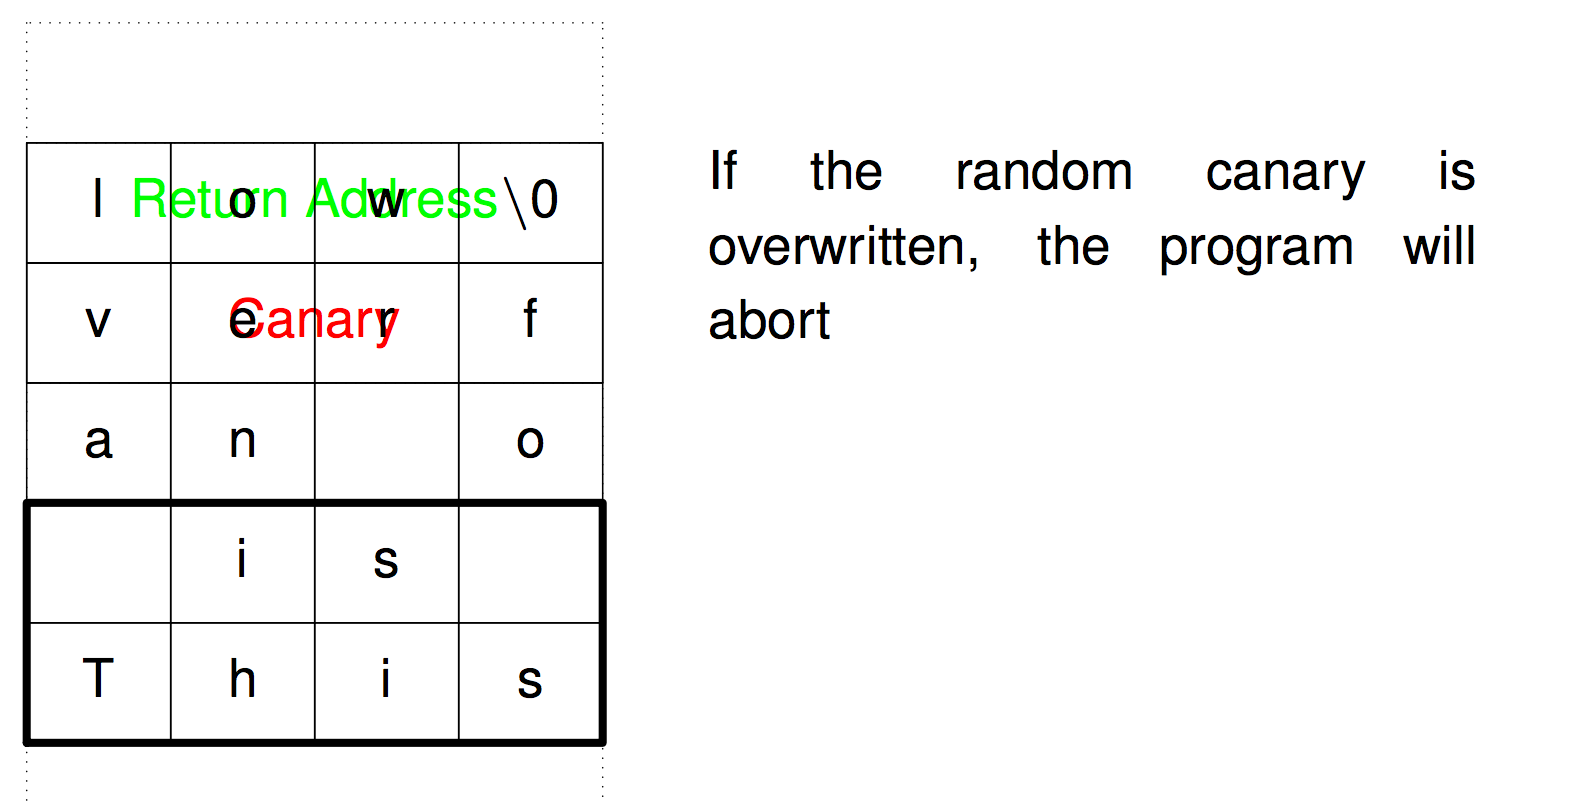 l o w \0
Return Address
v e r f
Canary
a n o
i s
T h i s
If the random canary is
overwritten, the program will
abort